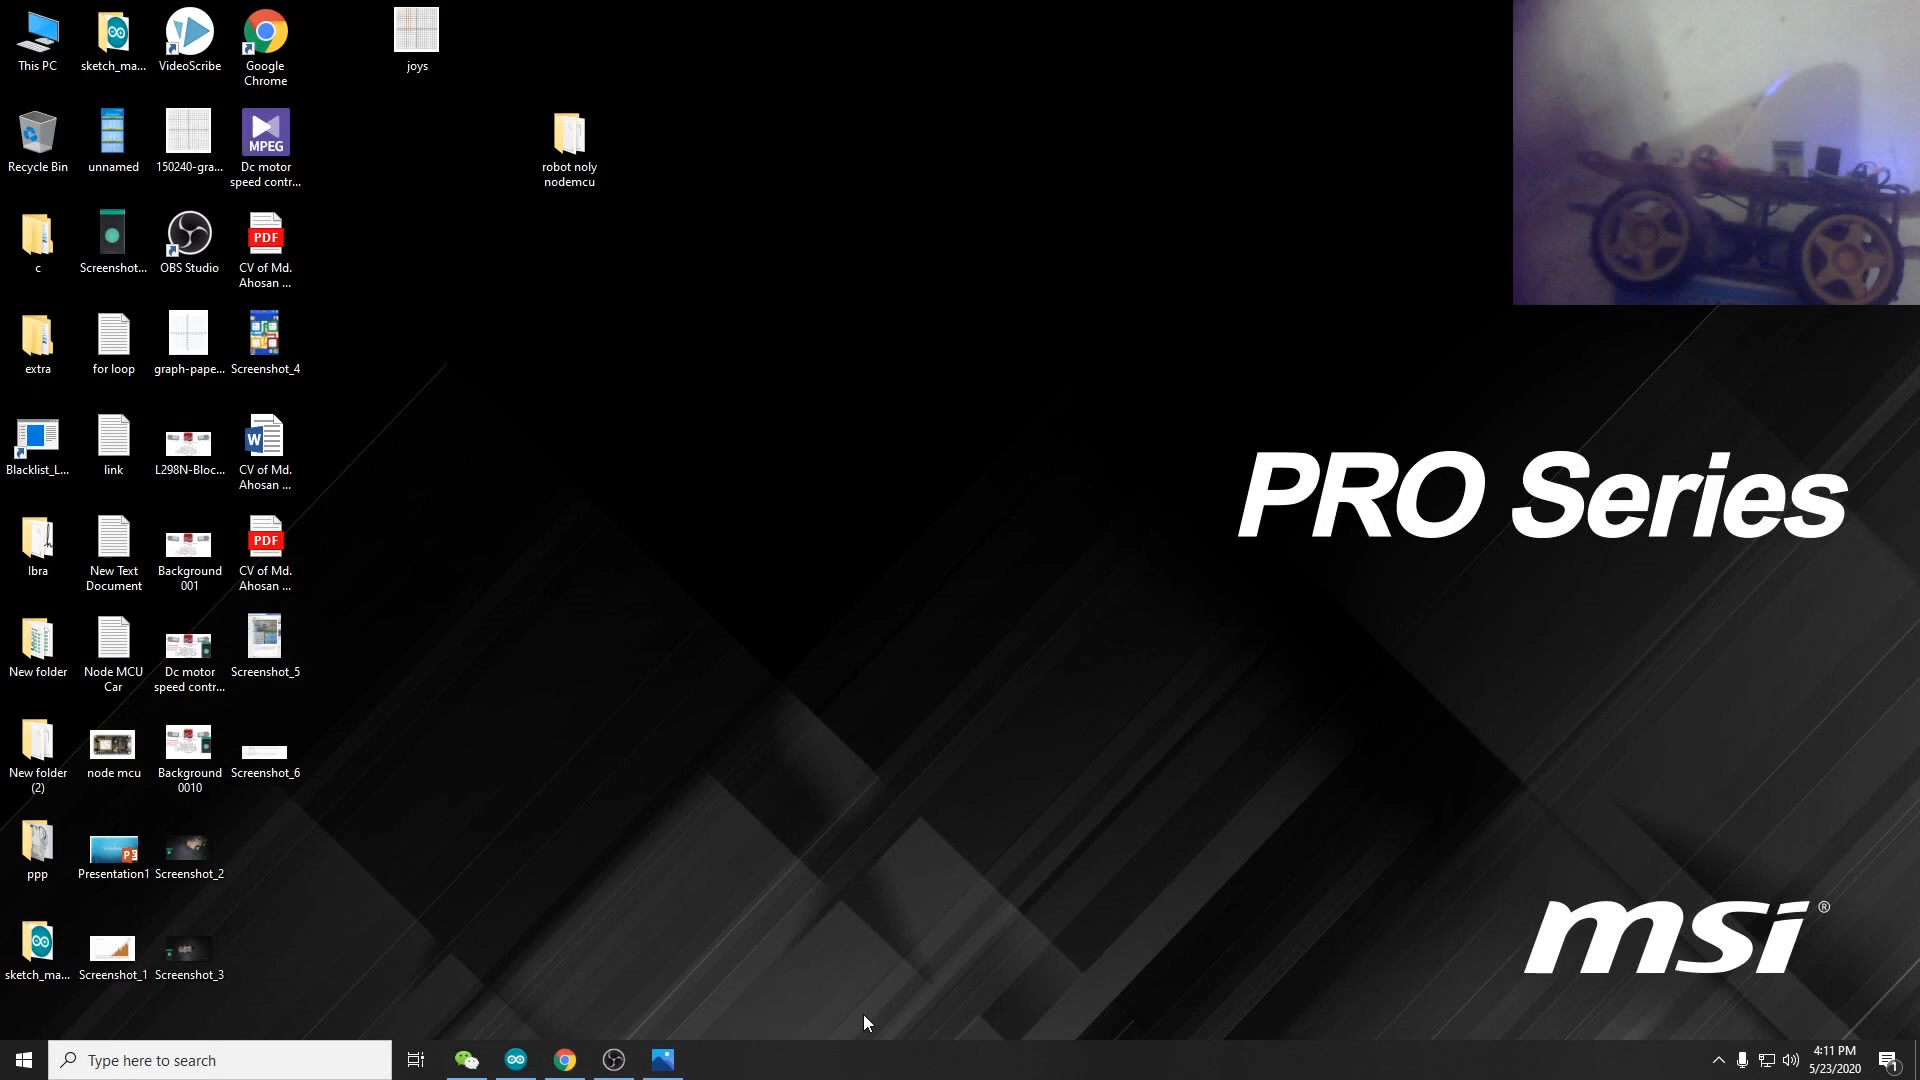 This PC
sketch_ma...
VideoScribe
Google
Chrome
joys
Recycle Bin
unnamed
150240-gra...
MPEG
Dc motor
speed contr...
robot noly
nodemcu
c
Screenshot...
OBS Studio
PDF
CV of Md.
Ahosan ...
extra
for loop
graph-pape...
Screenshot_4
Blacklist_L...
link
L298N-Bloc...
W
CV of Md.
Ahosan ...
PRO Series
lbra
New Text
Document
Background
001
PDF
CV of Md.
Ahosan ...
New folder
Node MCU
Car
Dc motor
speed contr...
Screenshot_5
New folder
(2)
node mcu
Background
0010
Screenshot_6
ppp
Presentation1
Screenshot_2
msi®
sketch_ma...
Screenshot_1
Screenshot_3
Type here to search
4:11 PM
5/23/2020
1